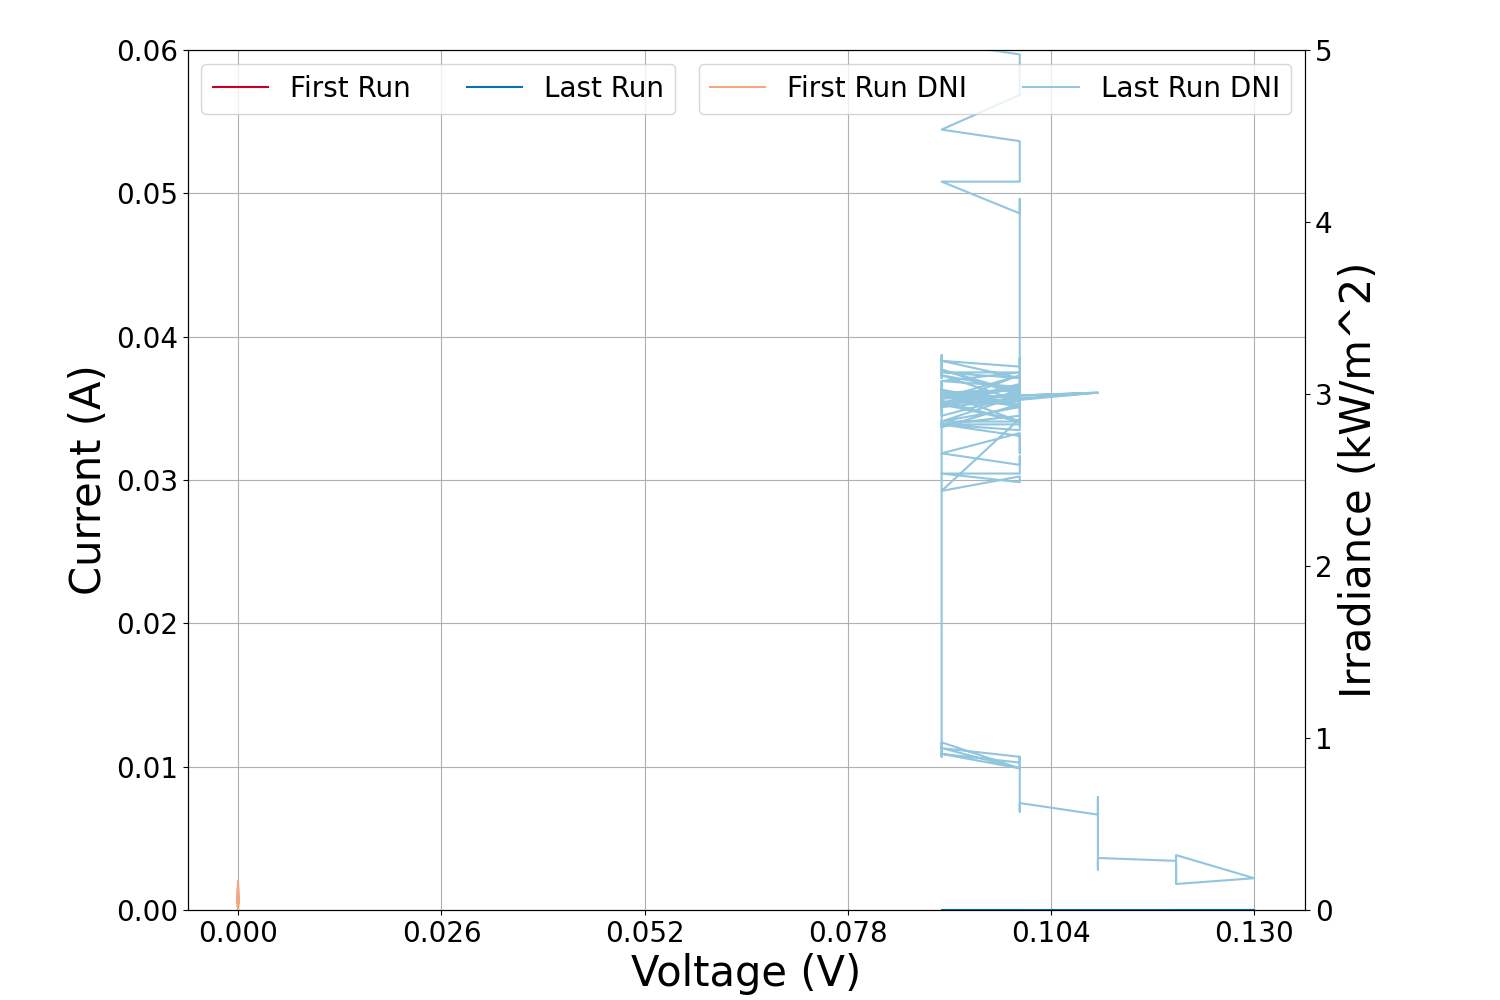 First Run
Last Run
First Run DNI
Last Run DNI
Current (A)
0.06
0.05
0.04
0.03
0.02
0.01
0.00
0.000
0.026
0.052
0.078
0.104
0.130
Voltage (V)
5
4
3
2
1
0
Irradiance (kW/m^2)